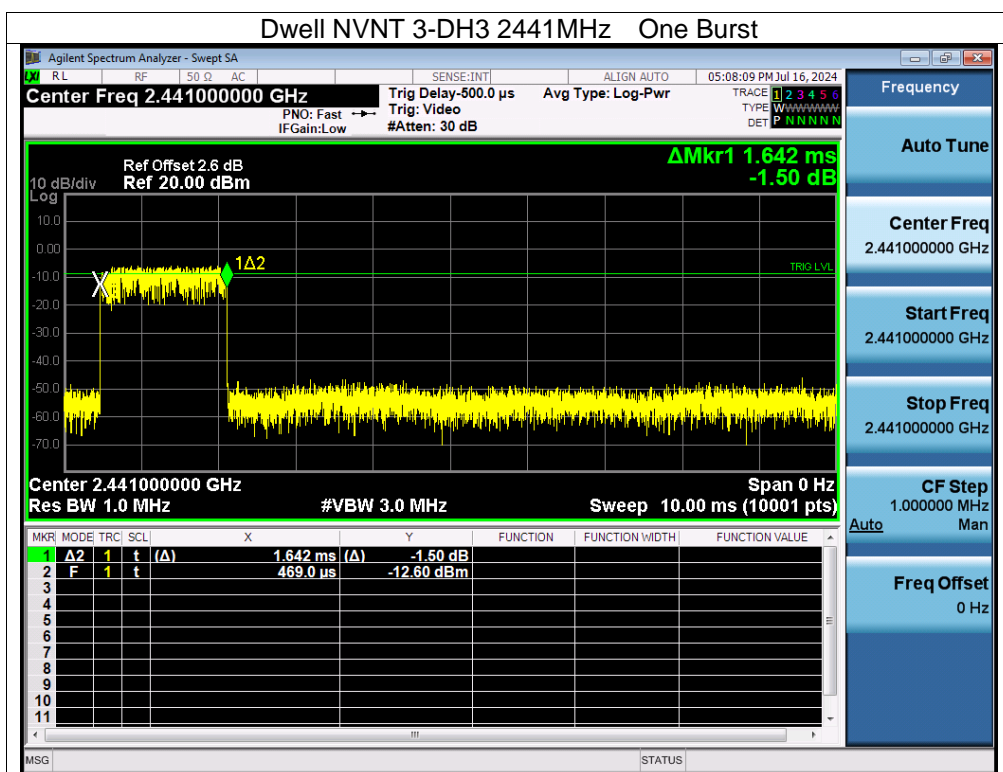 Dwell NVNT 3-DH3 2441MHz One Burst
Agilent Spectrum Analyzer - Swept SA
LXI RL RF 50 Ω AC SENSE:INT ALIGN AUTO 05:08:09 PM Jul 16, 2024
Center Freq 2.441000000 GHz Trig Delay-500.0 µs Avg Type: Log-Pwr TRACE 1 2 3 4 5 6
PNO: Fast Trig: Video TYPE WWWWWW
IFGain:Low #Atten: 30 dB DET P N N N N N
Frequency
Auto Tune
Center Freq
2.441000000 GHz
Start Freq
2.441000000 GHz
Stop Freq
2.441000000 GHz
CF Step
1.000000 MHz
Auto Man
Freq Offset
0 Hz
ΔMkr1 1.642 ms
-1.50 dB
Ref Offset 2.6 dB
10 dB/div Ref 20.00 dBm
Log
10.0
0.00
-10.0
-20.0
-30.0
-40.0
-50.0
-60.0
-70.0
1Δ2
TRIG LVL
Center 2.441000000 GHz Span 0 Hz
Res BW 1.0 MHz #VBW 3.0 MHz Sweep 10.00 ms (10001 pts)
MKR MODE TRC SCL X Y FUNCTION FUNCTION WIDTH FUNCTION VALUE
1 Δ2 1 t (Δ) 1.642 ms (Δ) -1.50 dB
2 F 1 t 469.0 µs -12.60 dBm
3
4
5
6
7
8
9
10
11
MSG STATUS